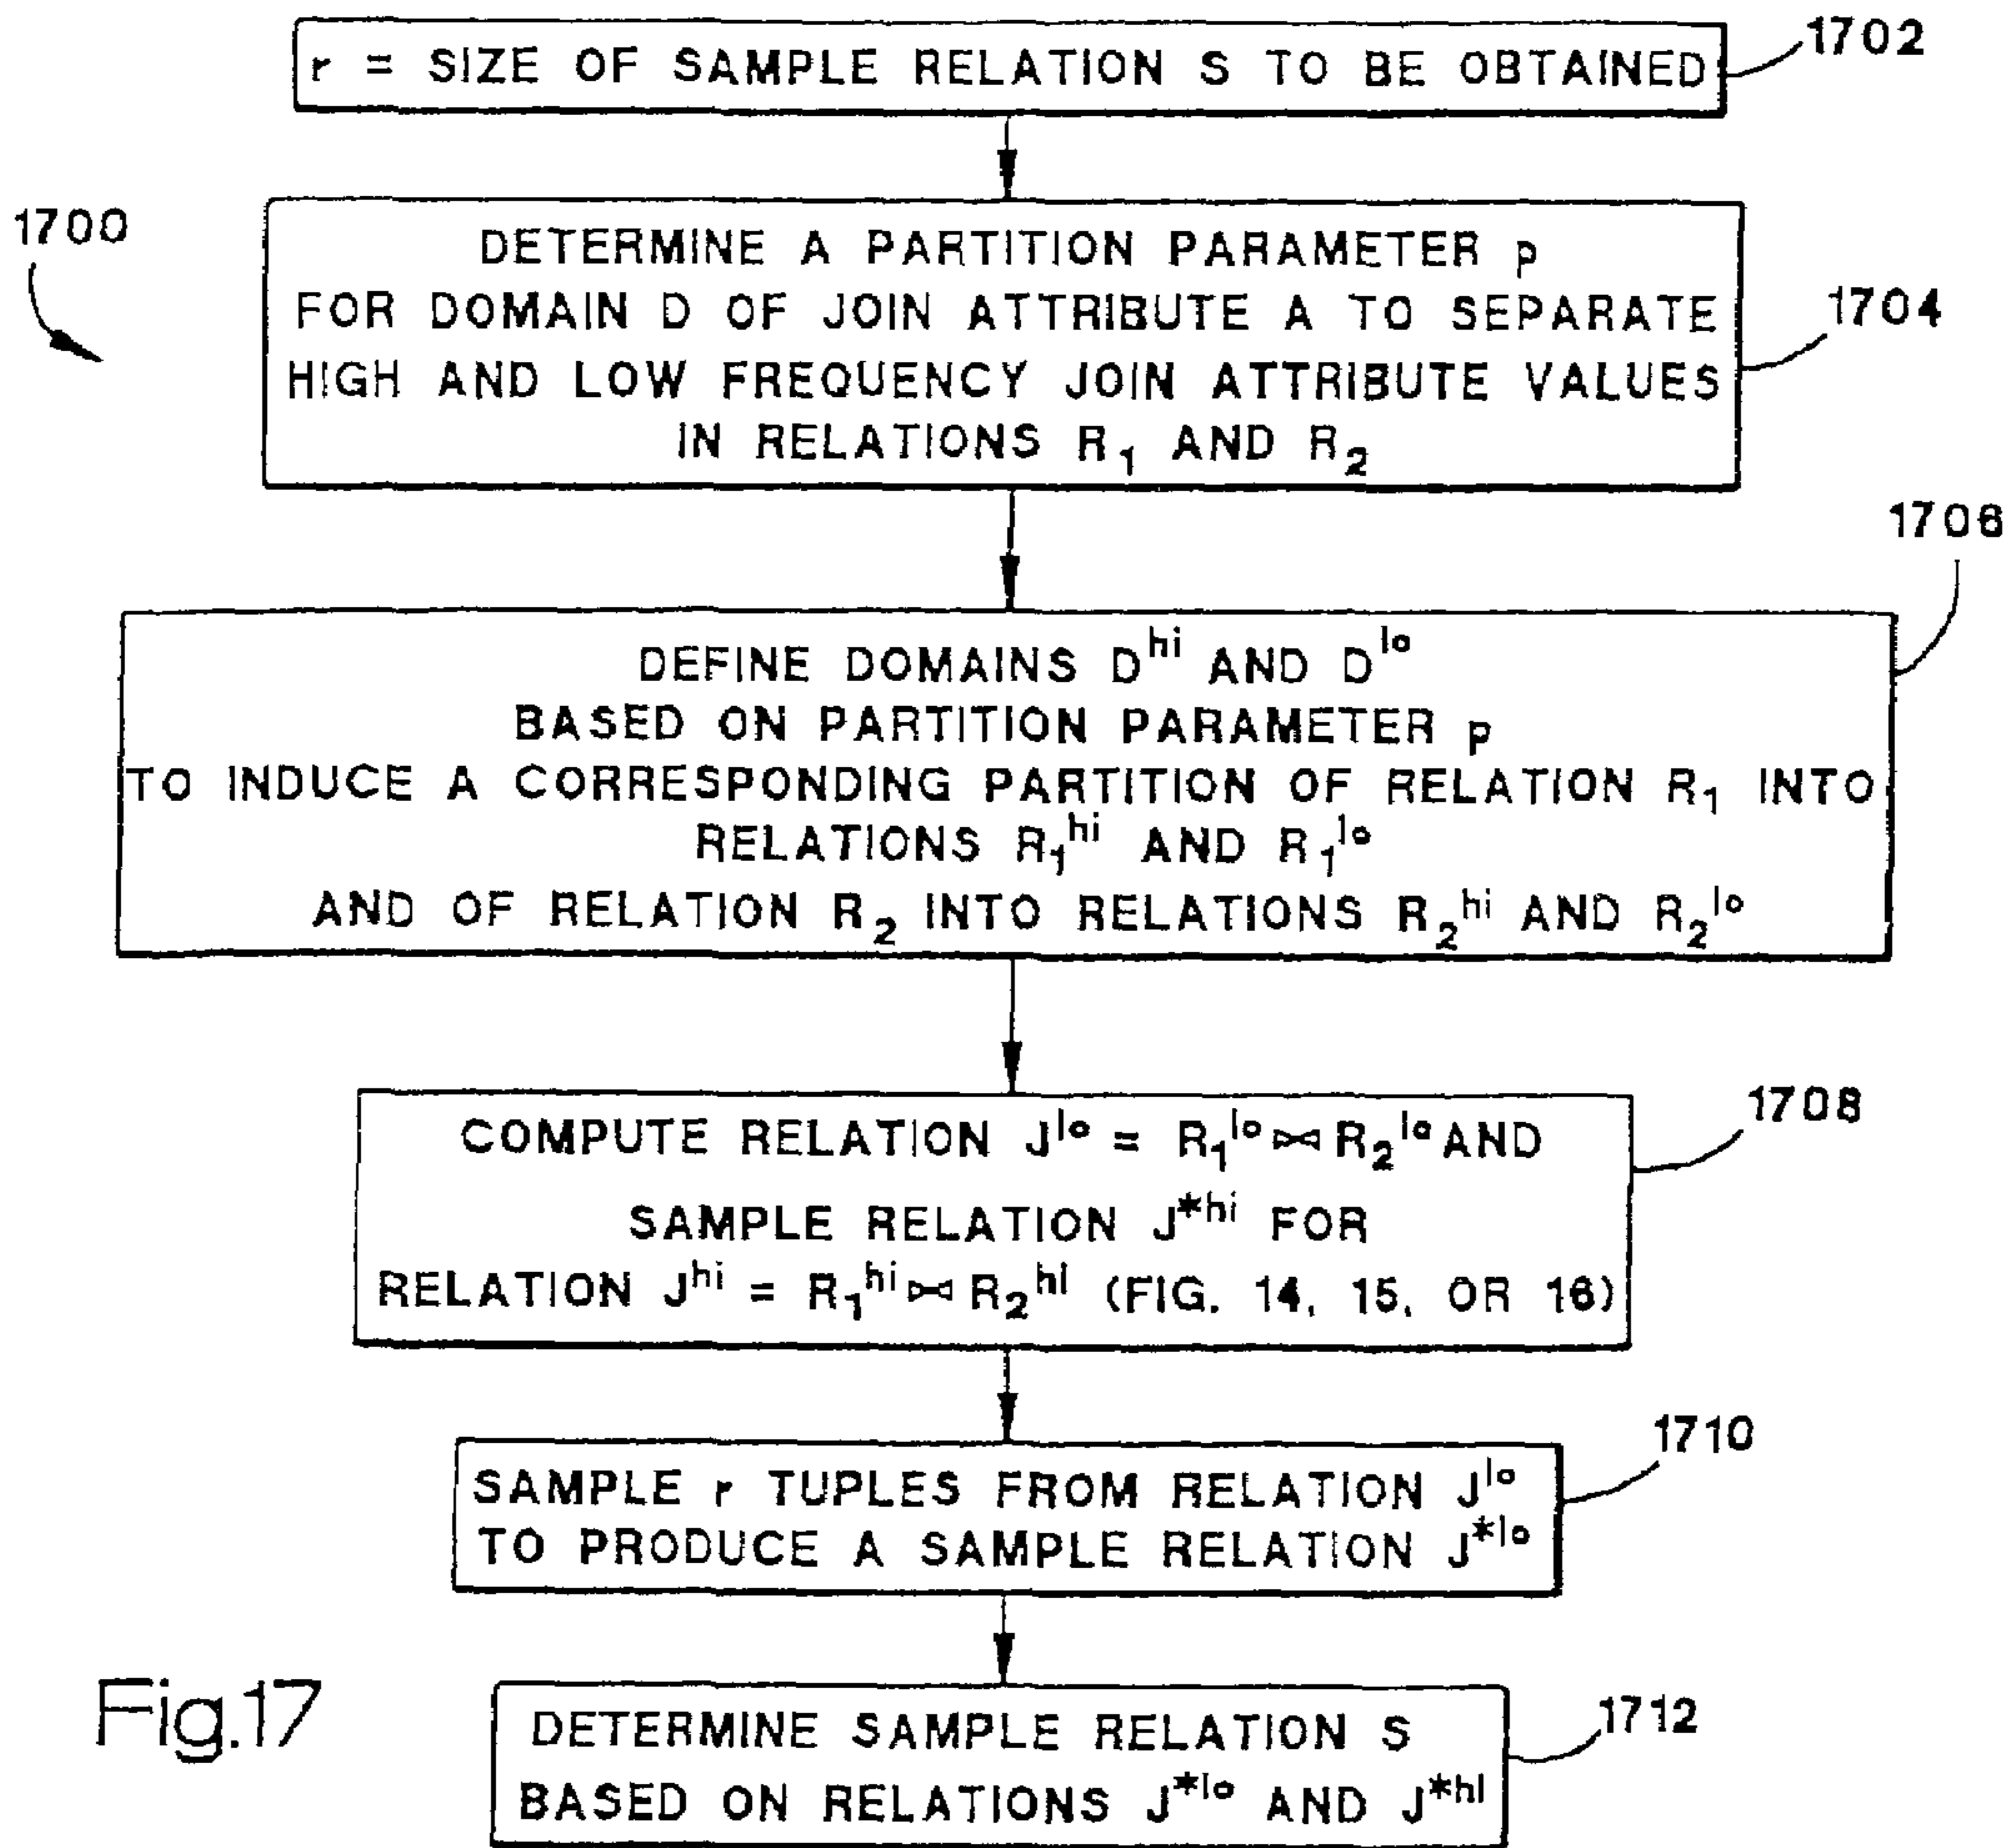 r = SIZE OF SAMPLE RELATION S TO BE OBTAINED
1702
1700
DETERMINE A PARTITION PARAMETER p
FOR DOMAIN D OF JOIN ATTRIBUTE A TO SEPARATE
HIGH AND LOW FREQUENCY JOIN ATTRIBUTE VALUES
IN RELATIONS R₁ AND R₂
1704
1706
DEFINE DOMAINS D^hi AND D^lo
BASED ON PARTITION PARAMETER p
TO INDUCE A CORRESPONDING PARTITION OF RELATION R₁ INTO
RELATIONS R₁^hi AND R₁^lo
AND OF RELATION R₂ INTO RELATIONS R₂^hi AND R₂^lo
1708
COMPUTE RELATION J^lo = R₁^lo ⋈ R₂^lo AND
SAMPLE RELATION J^*hi FOR
RELATION J^hi = R₁^hi ⋈ R₂^hi (FIG. 14, 15, OR 16)
1710
SAMPLE r TUPLES FROM RELATION J^lo
TO PRODUCE A SAMPLE RELATION J^*lo
1712
DETERMINE SAMPLE RELATION S
BASED ON RELATIONS J^*lo AND J^*hi
Fig.17